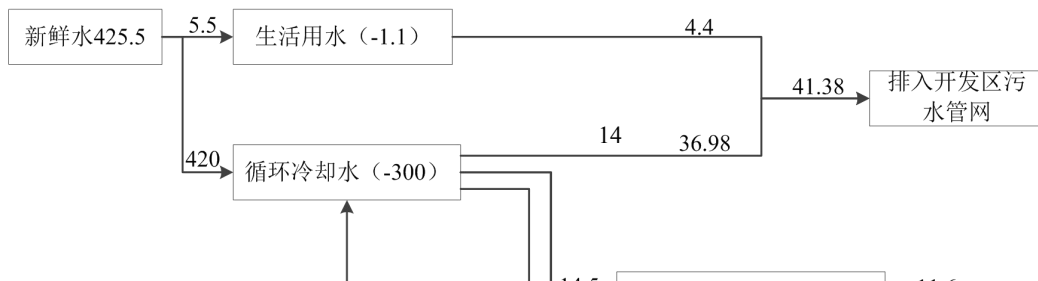 新鲜水425.5
5.5
生活用水（-1.1）
4.4
41.38
排入开发区污
水管网
14
36.98
420
循环冷却水（-300）